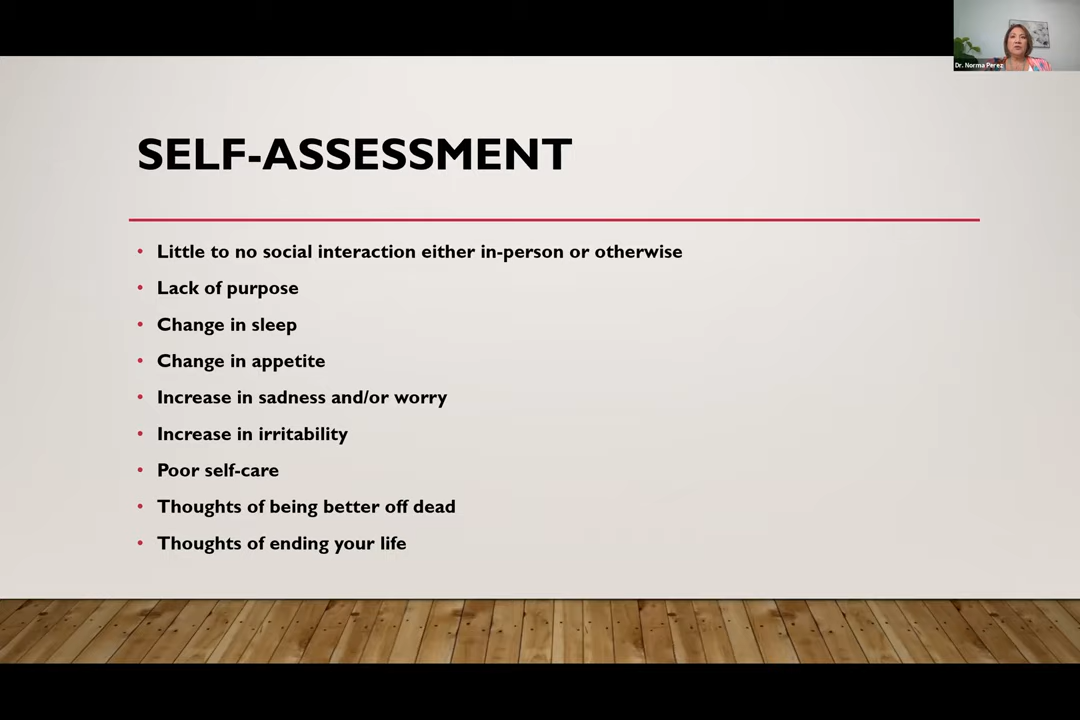 Dr. Norma Perez
SELF-ASSESSMENT
• Little to no social interaction either in-person or otherwise
• Lack of purpose
• Change in sleep
• Change in appetite
• Increase in sadness and/or worry
• Increase in irritability
• Poor self-care
• Thoughts of being better off dead
• Thoughts of ending your life